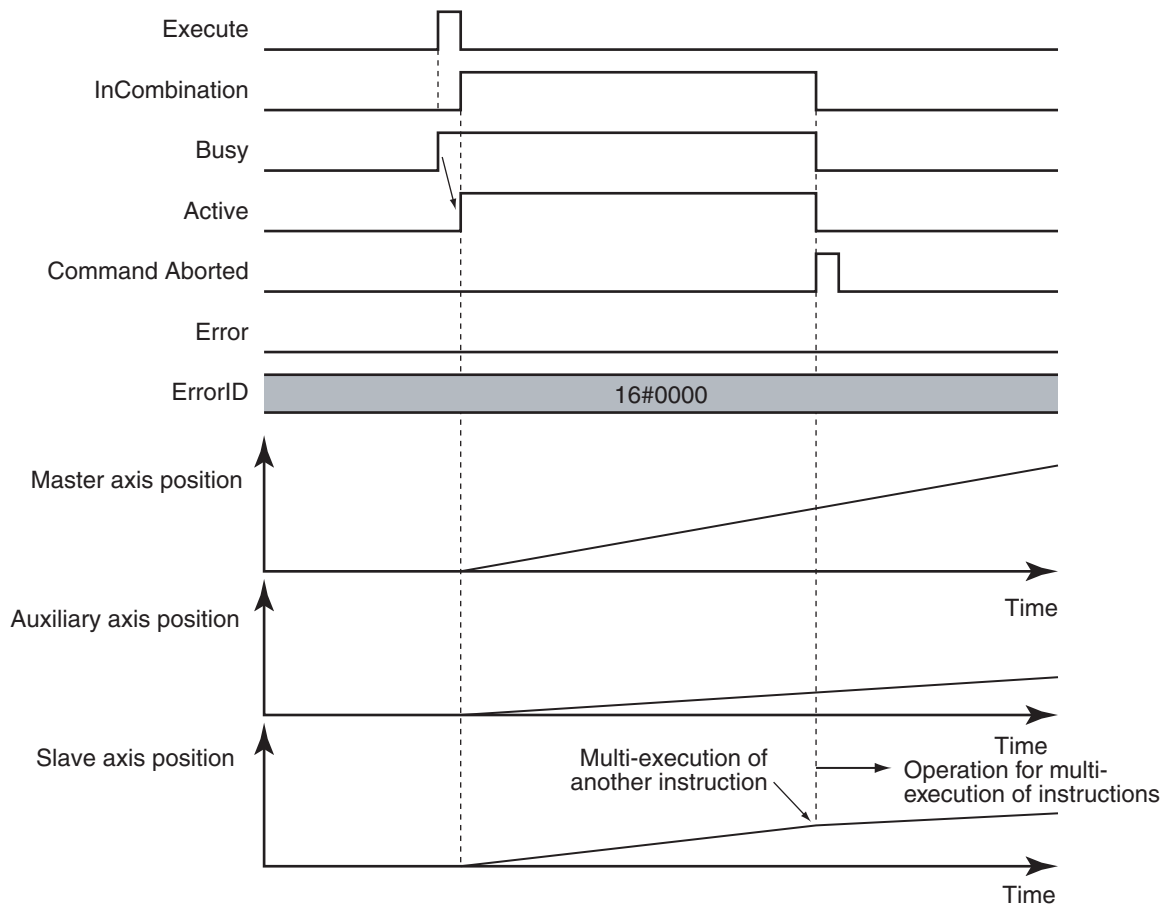 Execute
InCombination
Busy
Active
Command Aborted
Error
ErrorID
16#0000
Master axis position
Time
Auxiliary axis position
Time
Slave axis position
Multi-execution of
another instruction
Operation for multi-
execution of instructions
Time